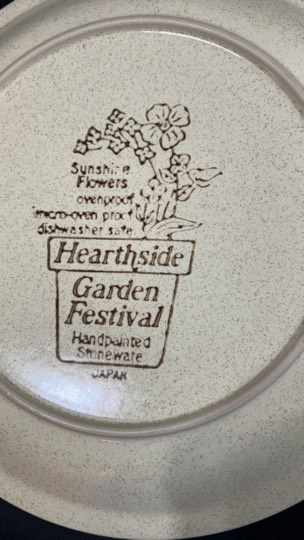 Sunshine
Flowers
ovenproof
micro-oven proof
dishwasher safe
Hearthside
Garden
Festival
Handpainted
Stoneware
JAPAN